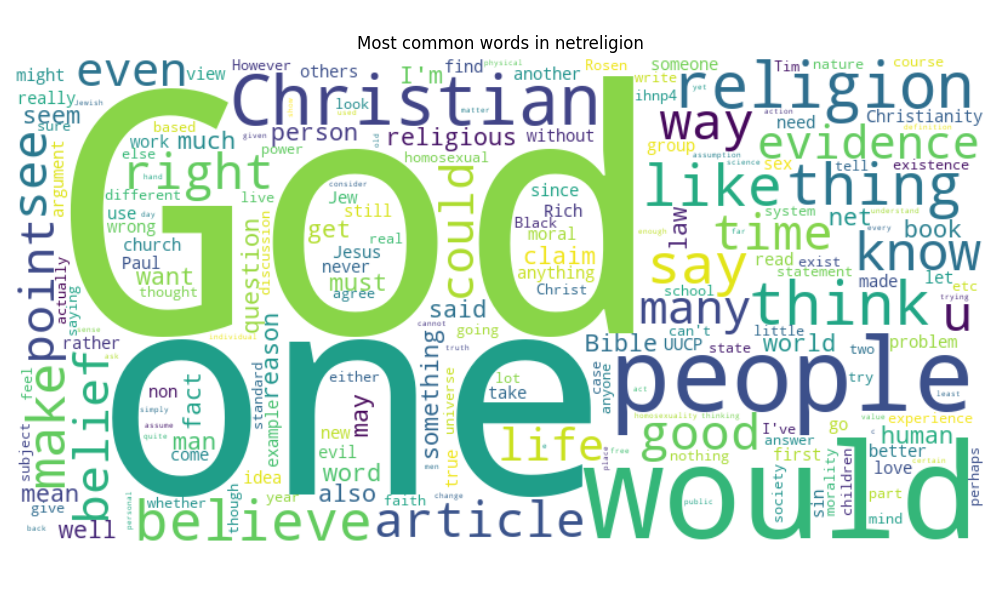 Most common words in netreligion
However
others
I'm
find
physical
another
someone
Rosen
Tim
nature
course
might
even
view
Christian
write
yet
religion
really
Jewish
look
used
matter
ihnp4
way
action
need
Christianity
seem
sure
based
work
much
given
person
old
religious
without
group
evidence
definition
see
argument
else
right
power
homosexual
assumption
science
sex
tell
existence
God
hand
consider
different
live
could
since
like
thing
use
day
Jew
still
Rich
Black
law
system
understand
wrong
get
real
moral
time
net
book
church
question
discussion
Jesus
claim
enough
far
every
know
Paul
never
anything
say
read
exist
want
must
statement
actually
thought
agree
Christ
school
made
let
etc
point
saying
said
many
think
trying
u
sense
individual
cannot
going
can't
little
rather
reason
truth
Bible
UUCP
state
world
two
problem
make
feel
belief
ask
one
something
people
non
fact
standard
example
either
universe
lot
take
case
anyone
try
act
least
simply
assume
may
homosexuality
thinking
value
experience
quite
man
new
life
good
I've
go
c
subject
come
evil
true
place
nothing
answer
human
idea
word
men
would
first
better
perhaps
mean
personal
whether
though
year
also
faith
change
public
society
sin
morality
children
love
certain
part
give
back
well
believe
article
mind